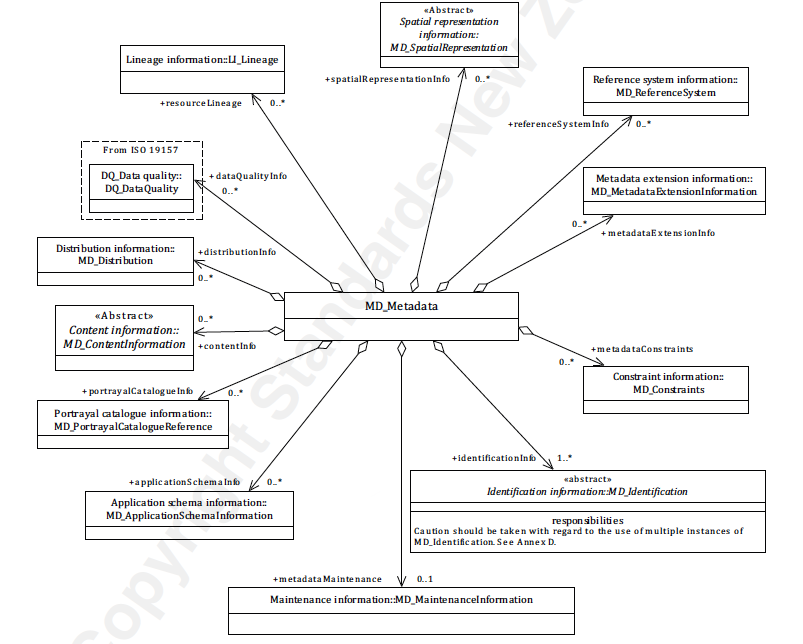 «Abstract»
Spatial representation
information::
MD_SpatialRepresentation
Lineage information::LI_Lineage
+spatialRepresentationInfo
0..*
Reference system information::
MD_ReferenceSystem
+resourceLineage
0..*
+referenceSystemInfo
0..*
From ISO 19157
DQ_Data quality::
DQ_DataQuality
+dataQualityInfo
0..*
Metadata extension information::
MD_MetadataExtensionInformation
0..*
+metadataExtensionInfo
Distribution information::
MD_Distribution
+distributionInfo
0..*
MD_Metadata
«Abstract»
Content information::
MD_ContentInformation
0..*
+contentInfo
+metadataConstraints
0..*
Constraint information::
MD_Constraints
+portrayalCatalogueInfo
0..*
Portrayal catalogue information::
MD_PortrayalCatalogueReference
+identificationInfo
1..*
+applicationSchemaInfo
0..*
«abstract»
Identification information::MD_Identification
responsibilities
Caution should be taken with regard to the use of multiple instances of
MD_Identification. See Annex D.
Application schema information::
MD_ApplicationSchemaInformation
+metadataMaintenance
0..1
Maintenance information::MD_MaintenanceInformation
Copyright Standards New Ze